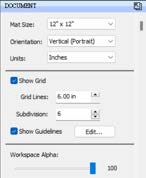 DOCUMENT
Mat Size: 12" x 12"
Orientation: Vertical (Portrait)
Units: Inches
Show Grid
Grid Lines: 6.00 in
Subdivision: 6
Show Guidelines Edit...
Workspace Alpha:
100